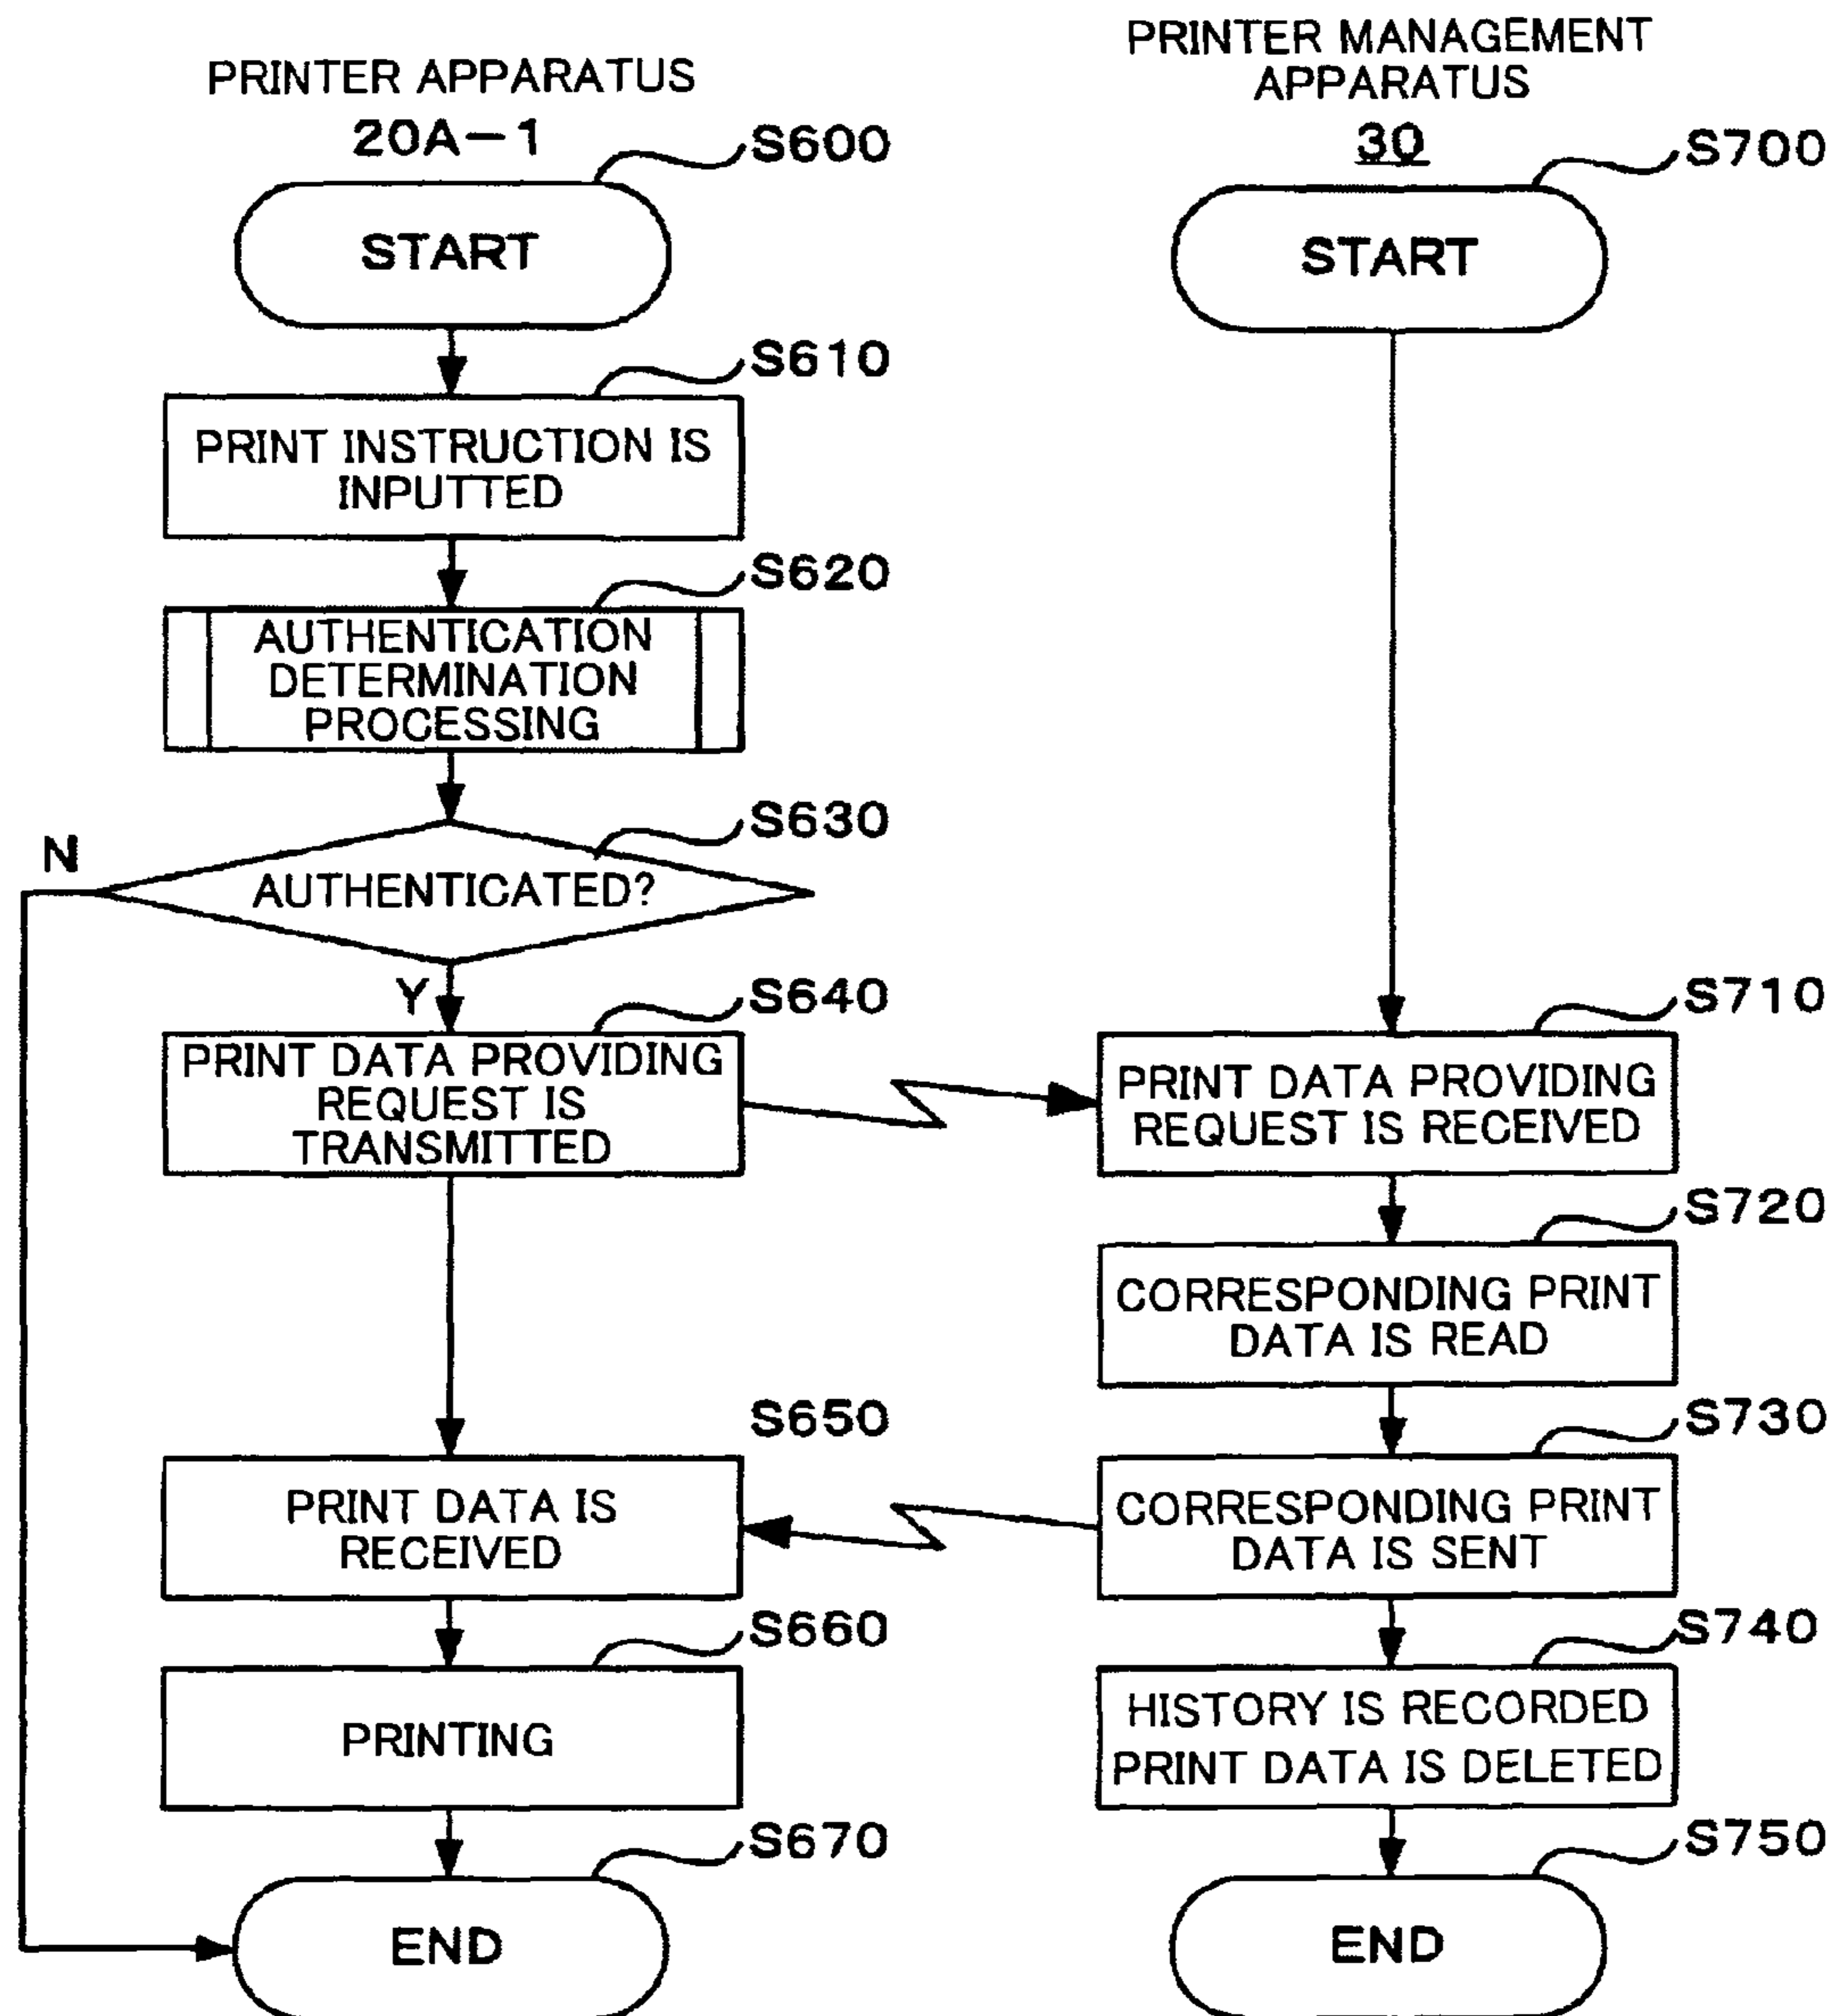 PRINTER APPARATUS
20A-1
S600
START
S610
PRINT INSTRUCTION IS
INPUTTED
S620
AUTHENTICATION
DETERMINATION
PROCESSING
S630
N
AUTHENTICATED?
Y
S640
PRINT DATA PROVIDING
REQUEST IS
TRANSMITTED
S650
PRINT DATA IS
RECEIVED
S660
PRINTING
S670
END
PRINTER MANAGEMENT
APPARATUS
30
S700
START
S710
PRINT DATA PROVIDING
REQUEST IS RECEIVED
S720
CORRESPONDING PRINT
DATA IS READ
S730
CORRESPONDING PRINT
DATA IS SENT
S740
HISTORY IS RECORDED
PRINT DATA IS DELETED
S750
END